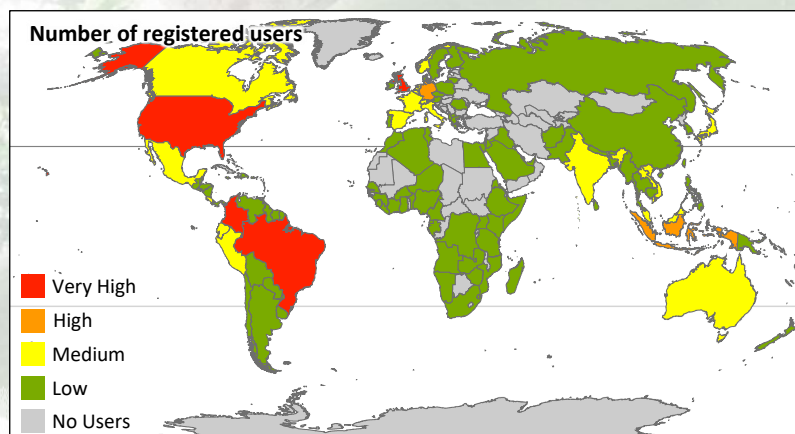 Number of registered users
Very High
High
Medium
Low
No Users